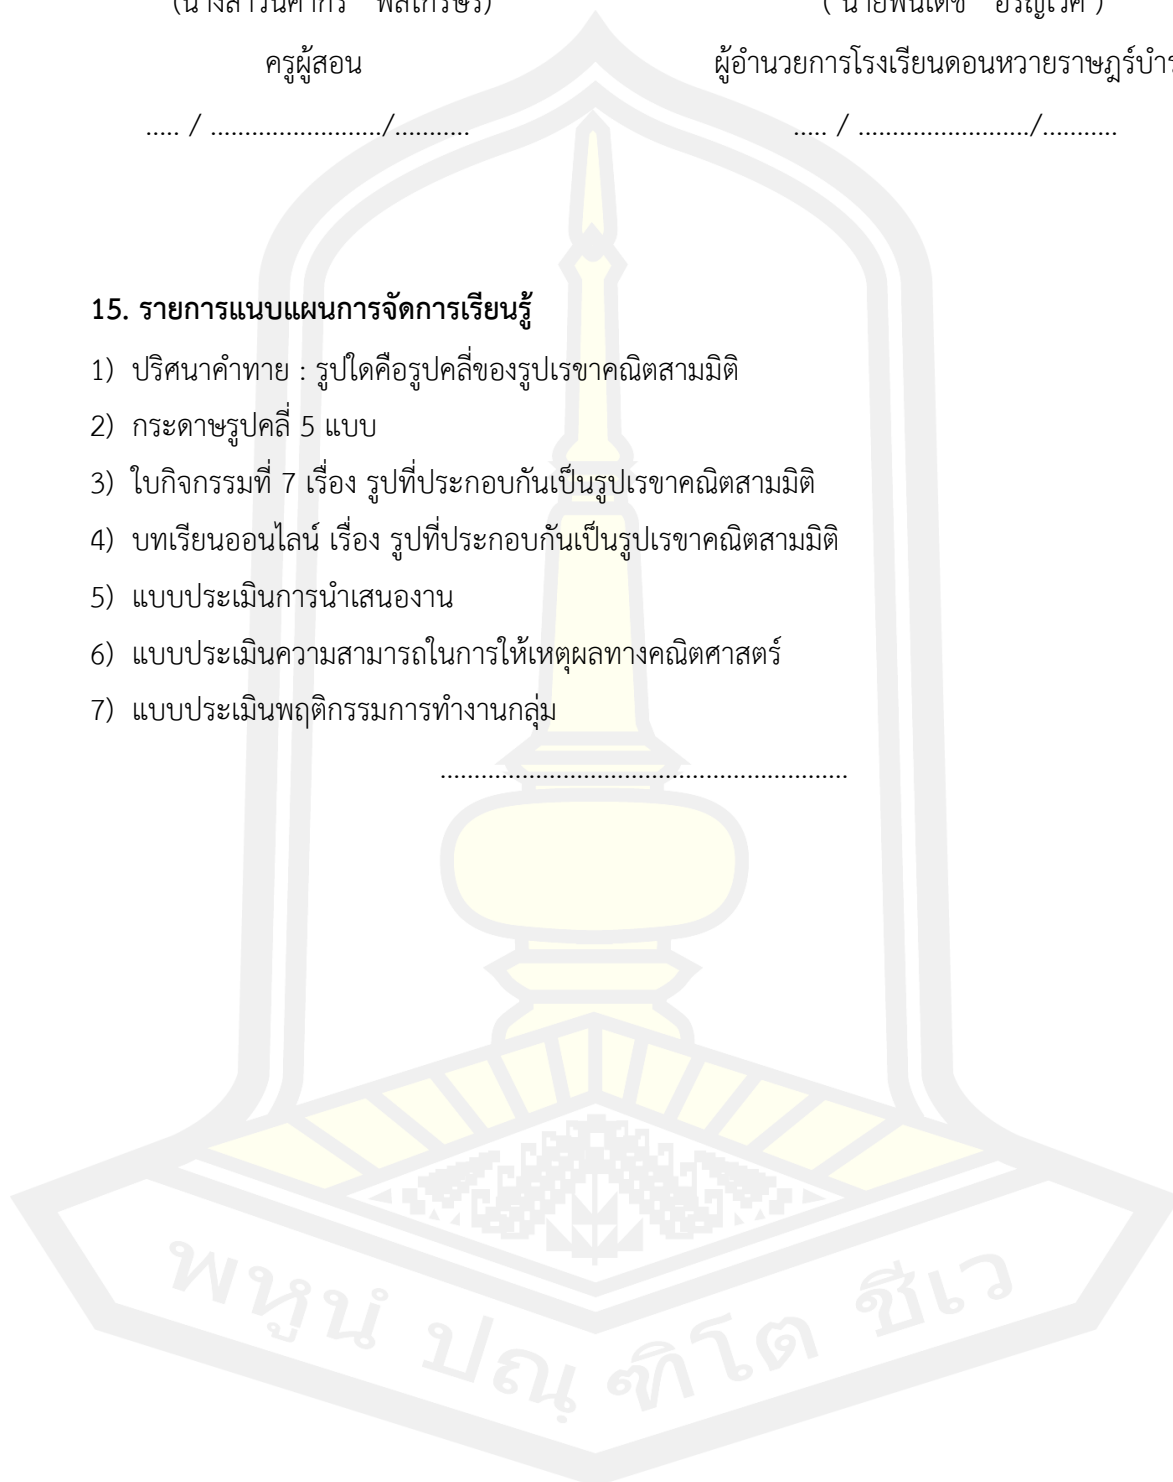 ครูผู้สอน ผู้อำนวยการโรงเรียนดอนหวายราษฎร์บำร
..... / ........................./........... ..... / ........................./...........
15. รายการแนบแผนการจัดการเรียนรู้
1) ปริศนาคำทาย : รูปใดคือรูปคลี่ของรูปเรขาคณิตสามมิติ
2) กระดาษรูปคลี่ 5 แบบ
3) ใบกิจกรรมที่ 7 เรื่อง รูปที่ประกอบกันเป็นรูปเรขาคณิตสามมิติ
4) บทเรียนออนไลน์ เรื่อง รูปที่ประกอบกันเป็นรูปเรขาคณิตสามมิติ
5) แบบประเมินการนำเสนองาน
6) แบบประเมินความสามารถในการให้เหตุผลทางคณิตศาสตร์
7) แบบประเมินพฤติกรรมการทำงานกลุ่ม
............................................................
พหูนํ ปณฺฑิโต ชีเว